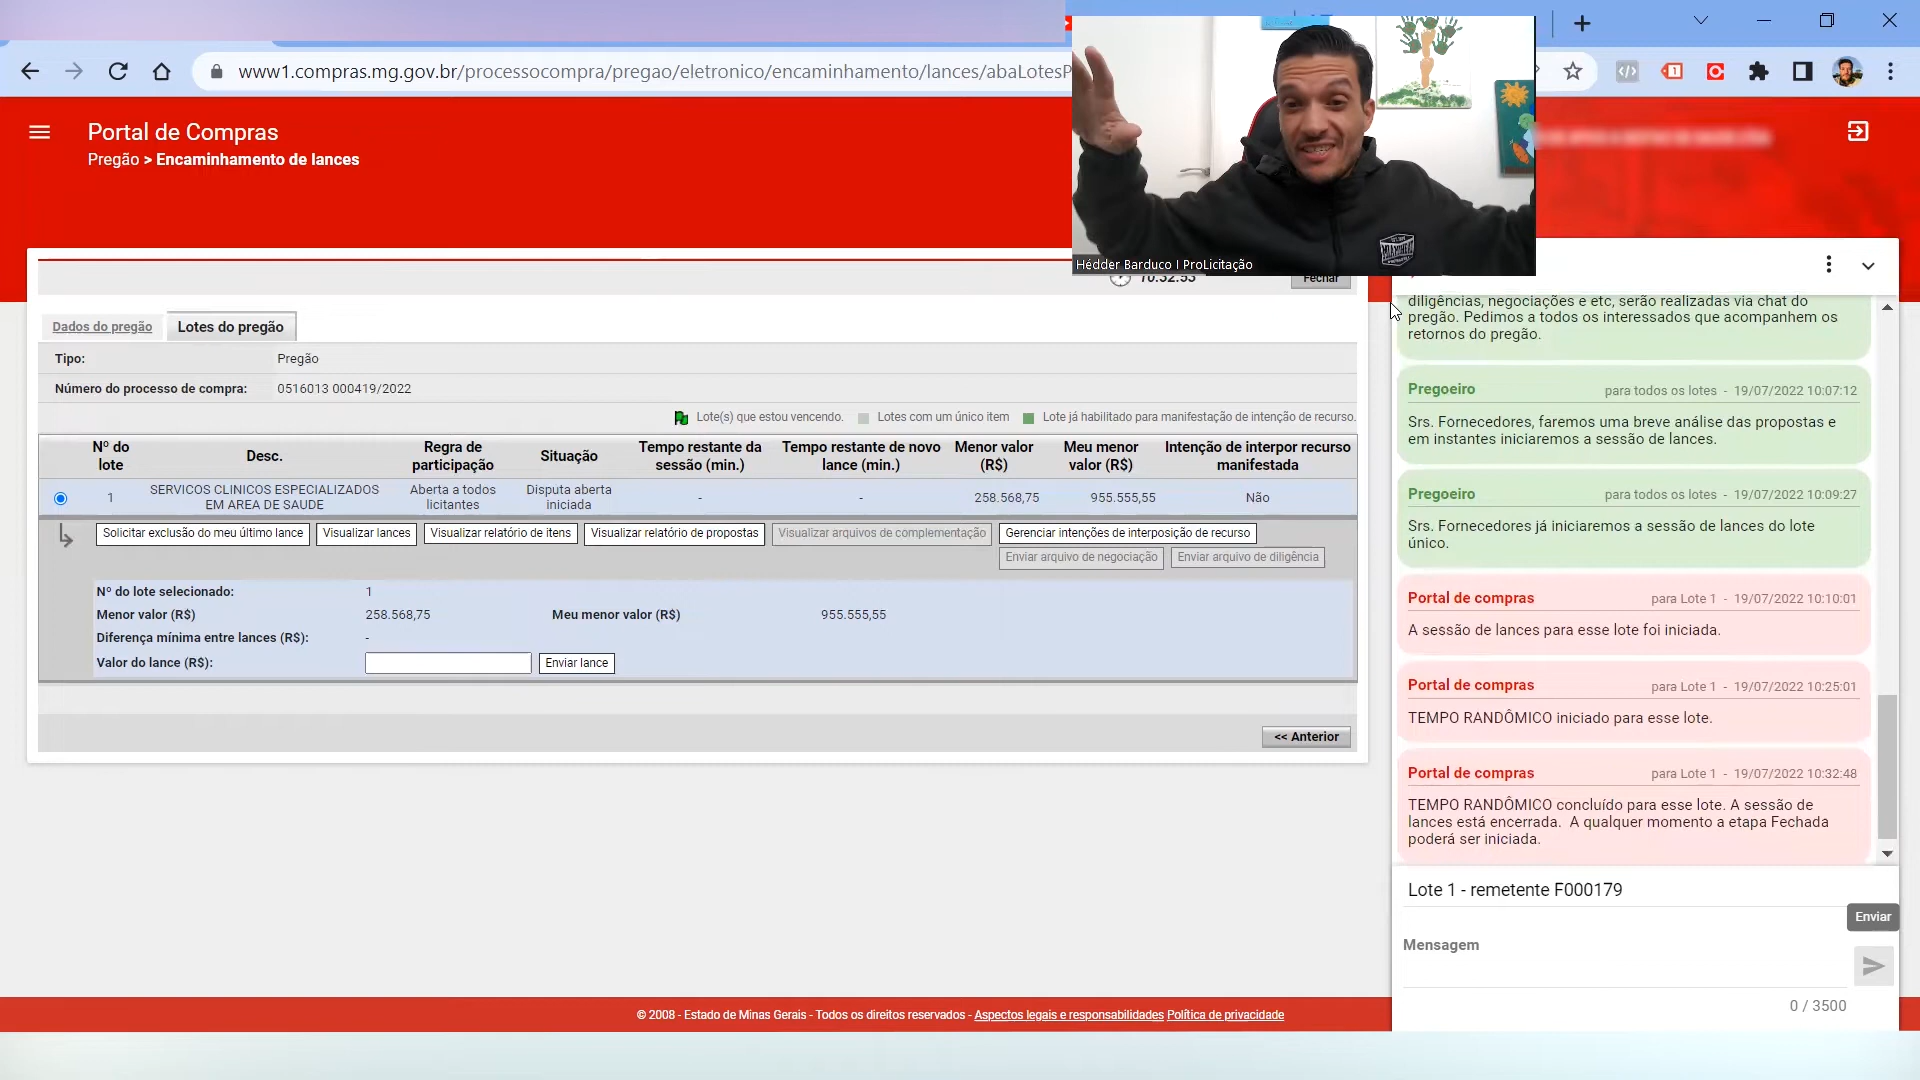 www1.compras.mg.gov.br/processocompra/pregao/eletronico/encaminhamento/lances/abaLotesP
Portal de Compras
Pregão > Encaminhamento de lances
Hédder Barduco I ProLicitação
10:32:53
Fechar
Dados do pregão
Lotes do pregão
Tipo: Pregão
Número do processo de compra: 0516013 000419/2022
Lote(s) que estou vencendo. Lotes com um único item Lote já habilitado para manifestação de intenção de recurso.
Nº do lote Desc. Regra de participação Situação Tempo restante da sessão (min.) Tempo restante de novo lance (min.) Menor valor (R$) Meu menor valor (R$) Intenção de interpor recurso manifestada
1 SERVICOS CLINICOS ESPECIALIZADOS EM AREA DE SAUDE Aberta a todos licitantes Disputa aberta iniciada - - 258.568,75 955.555,55 Não
Solicitar exclusão do meu último lance Visualizar lances Visualizar relatório de itens Visualizar relatório de propostas Visualizar arquivos de complementação Gerenciar intenções de interposição de recurso
Enviar arquivo de negociação Enviar arquivo de diligência
Nº do lote selecionado: 1
Menor valor (R$) 258.568,75 Meu menor valor (R$) 955.555,55
Diferença mínima entre lances (R$): -
Valor do lance (R$): Enviar lance
<< Anterior
diligências, negociações e etc, serão realizadas via chat do
pregão. Pedimos a todos os interessados que acompanhem os
retornos do pregão.
Pregoeiro para todos os lotes - 19/07/2022 10:07:12
Srs. Fornecedores, faremos uma breve análise das propostas e
em instantes iniciaremos a sessão de lances.
Pregoeiro para todos os lotes - 19/07/2022 10:09:27
Srs. Fornecedores já iniciaremos a sessão de lances do lote
único.
Portal de compras para Lote 1 - 19/07/2022 10:10:01
A sessão de lances para esse lote foi iniciada.
Portal de compras para Lote 1 - 19/07/2022 10:25:01
TEMPO RANDÔMICO iniciado para esse lote.
Portal de compras para Lote 1 - 19/07/2022 10:32:48
TEMPO RANDÔMICO concluído para esse lote. A sessão de
lances está encerrada. A qualquer momento a etapa Fechada
poderá ser iniciada.
Lote 1 - remetente F000179
Enviar
Mensagem
0 / 3500
© 2008 - Estado de Minas Gerais - Todos os direitos reservados - Aspectos legais e responsabilidades Política de privacidade